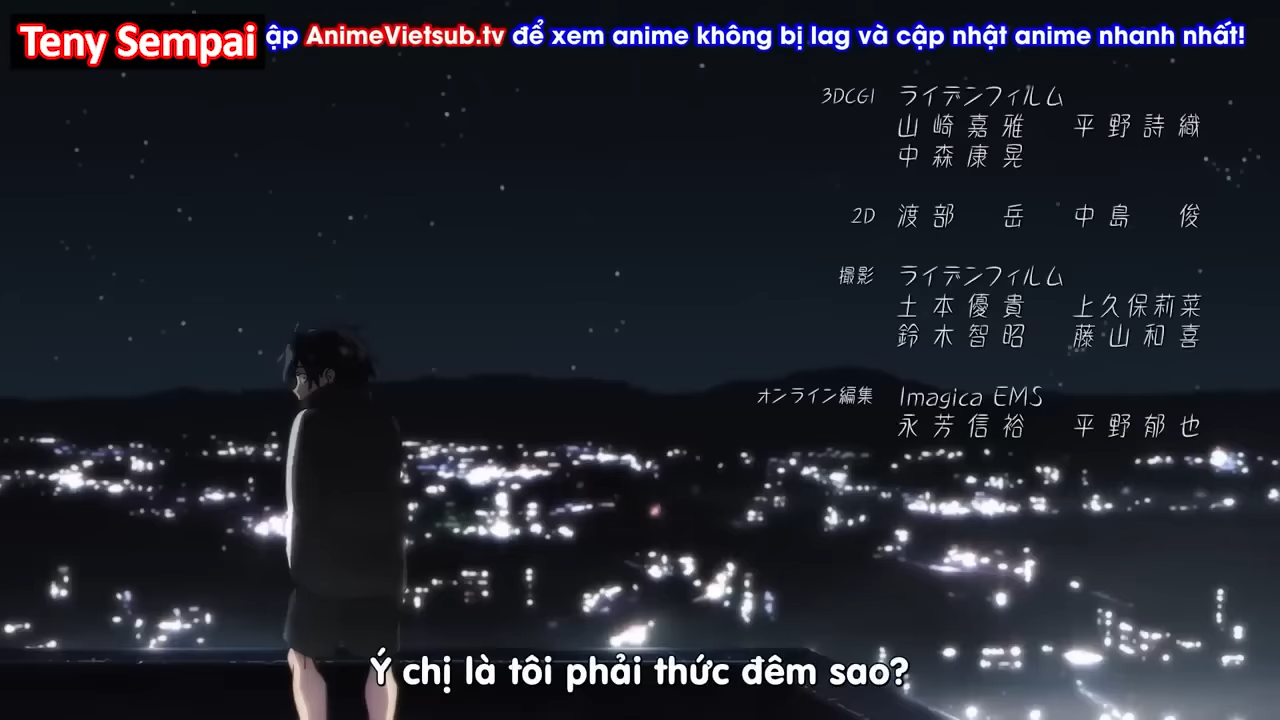 Teny Sempai ập AnimeVietsub.tv để xem anime không bị lag và cập nhật anime nhanh nhất!
3DCGI ライデンフィルム
山崎嘉雅 平野詩織
中森康晃
2D 渡部 岳 中島 俊
撮影 ライデンフィルム
土本優貴 上久保莉菜
鈴木智昭 藤山和喜
オンライン編集 Imagica EMS
永芳信裕 平野郁也
Ý chị là tôi phải thức đêm sao?